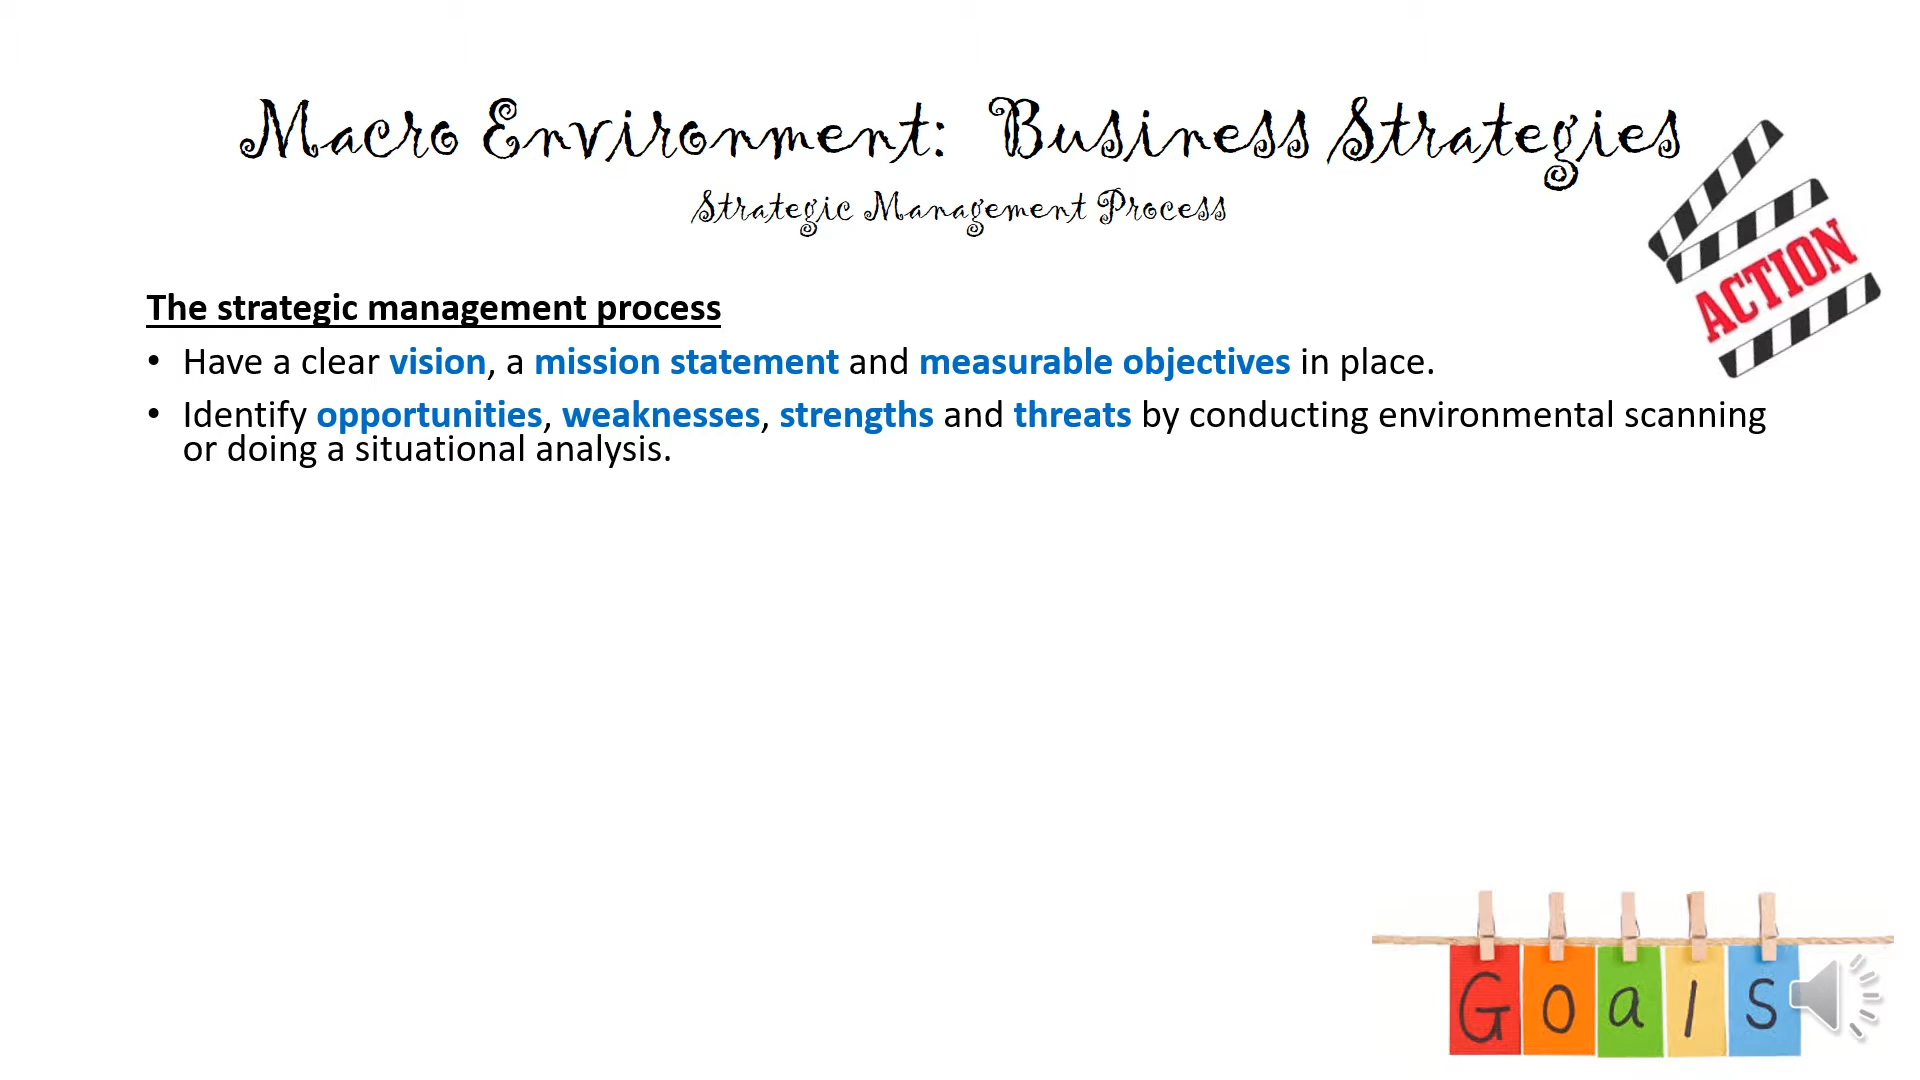 Macro Environment: Business Strategies
Strategic Management Process
ACTION
The strategic management process
• Have a clear vision, a mission statement and measurable objectives in place.
• Identify opportunities, weaknesses, strengths and threats by conducting environmental scanning
or doing a situational analysis.
Goals